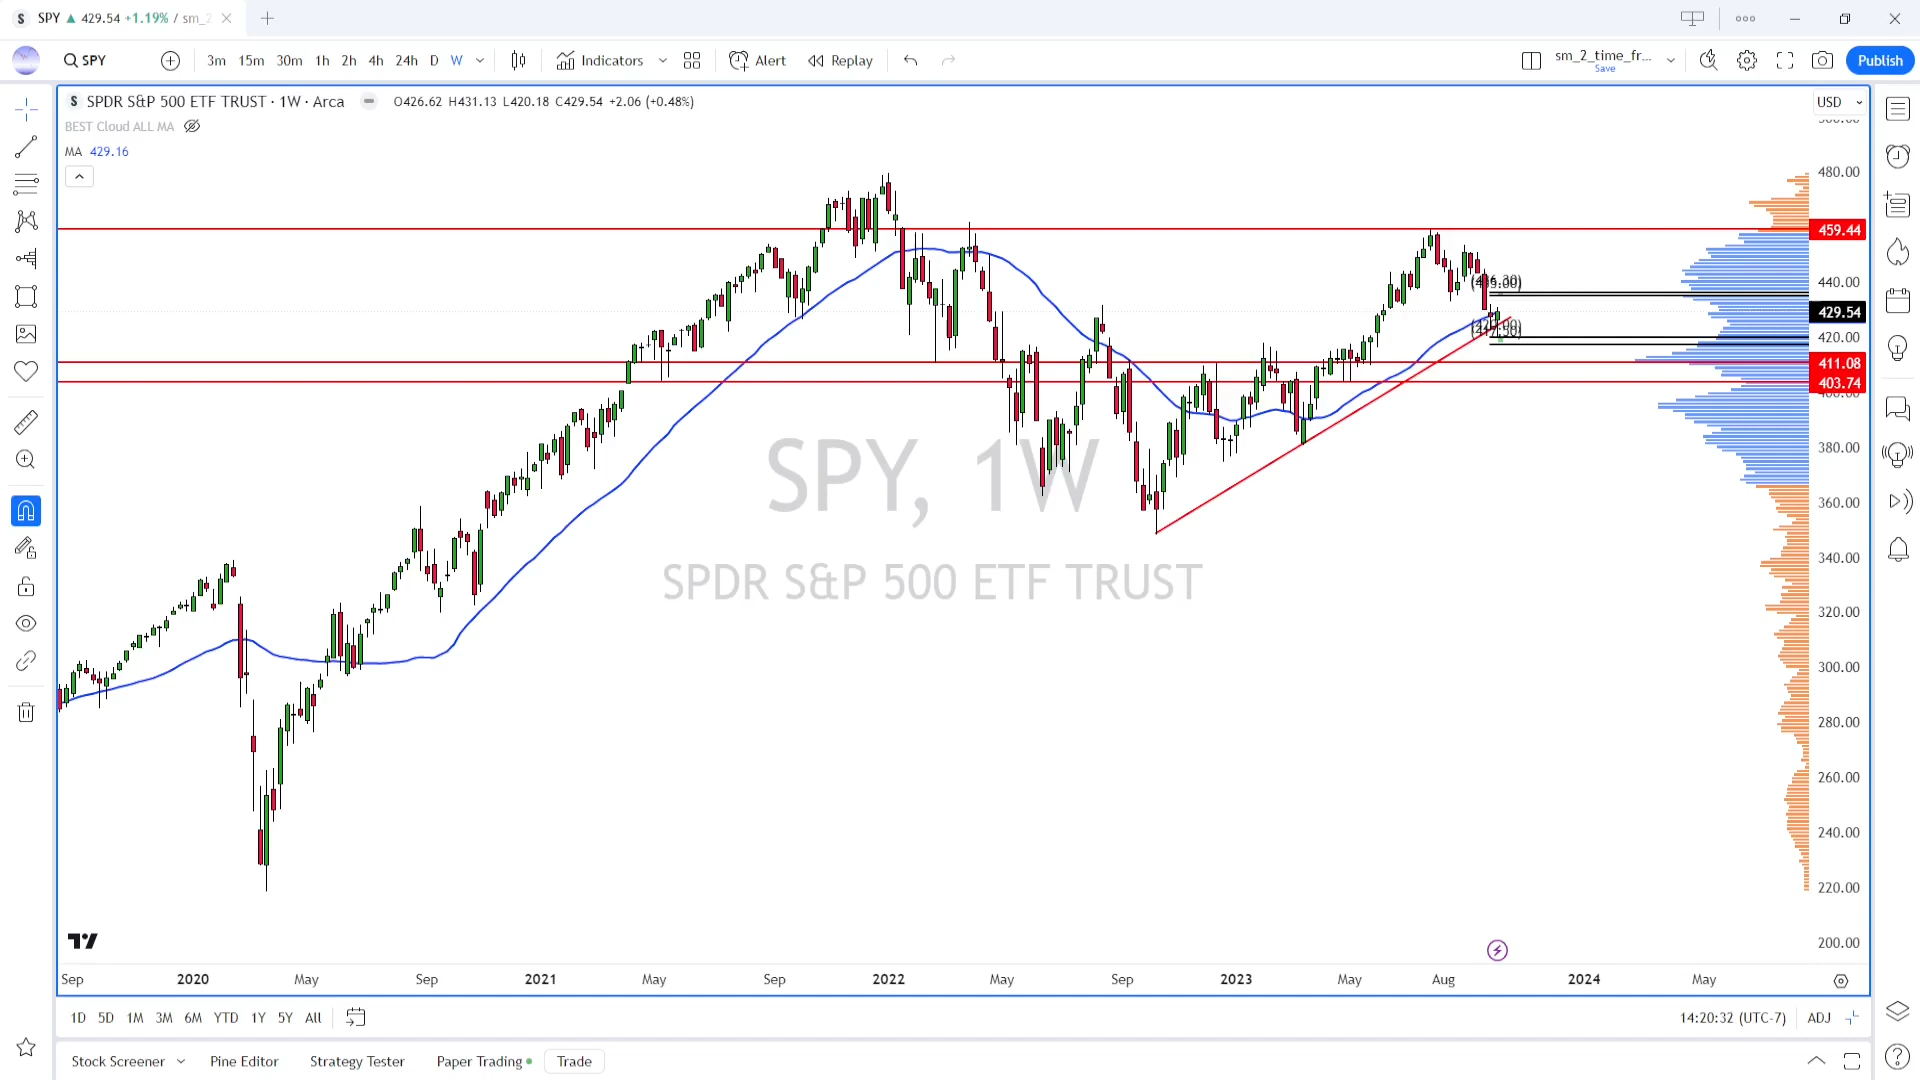 S SPY 429.54 +1.19% / sm_2
SPY 3m 15m 30m 1h 2h 4h 24h D W Indicators Alert Replay sm_2_time_fr... Save Publish
S SPDR S&P 500 ETF TRUST · 1W · Arca O426.62 H431.13 L420.18 C429.54 +2.06 (+0.48%) USD
BEST Cloud ALL MA
MA 429.16
480.00
459.44
440.00
429.54
420.00
411.08
403.74
400.00
380.00
360.00
340.00
320.00
300.00
280.00
260.00
240.00
220.00
200.00
SPY, 1W
SPDR S&P 500 ETF TRUST
Sep 2020 May Sep 2021 May Sep 2022 May Sep 2023 May Aug 2024 May
1D 5D 1M 3M 6M YTD 1Y 5Y All 14:20:32 (UTC-7) ADJ
Stock Screener Pine Editor Strategy Tester Paper Trading Trade